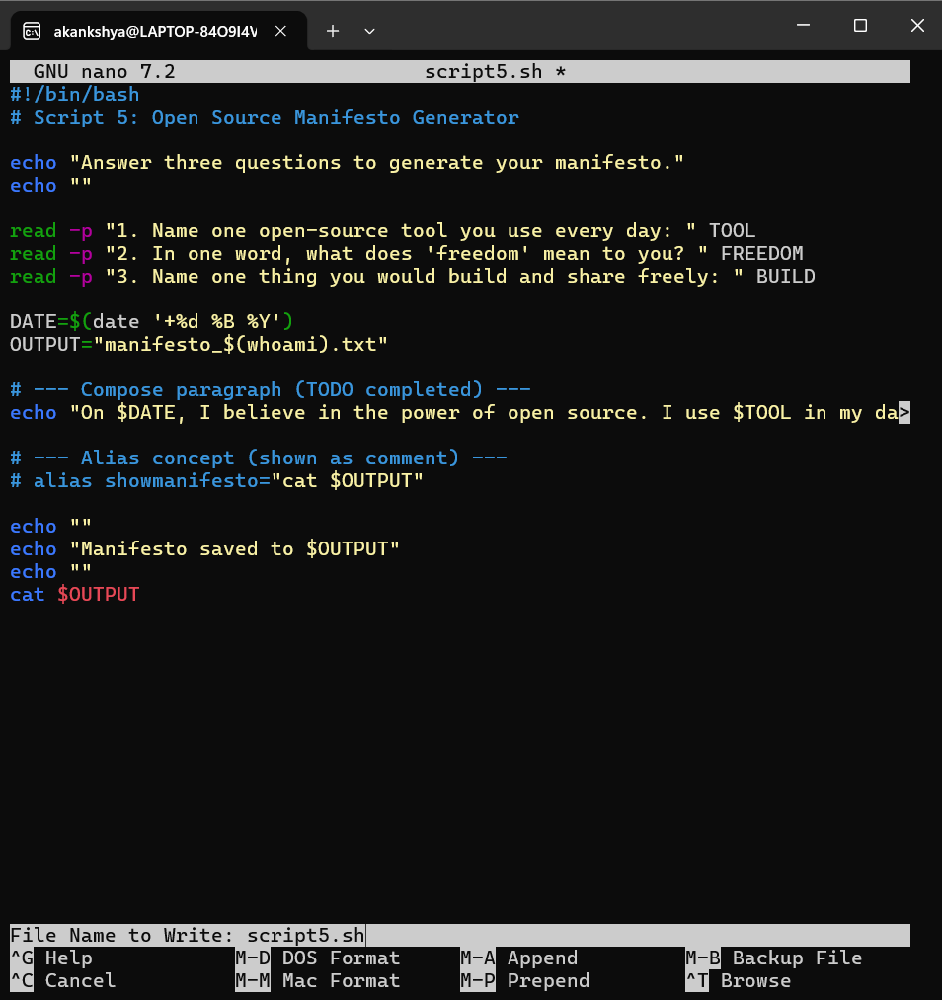 akankshya@LAPTOP-84O9I4V
GNU nano 7.2 script5.sh *
#!/bin/bash
# Script 5: Open Source Manifesto Generator
echo "Answer three questions to generate your manifesto."
echo ""
read -p "1. Name one open-source tool you use every day: " TOOL
read -p "2. In one word, what does 'freedom' mean to you? " FREEDOM
read -p "3. Name one thing you would build and share freely: " BUILD
DATE=$(date '+%d %B %Y')
OUTPUT="manifesto_$(whoami).txt"
# --- Compose paragraph (TODO completed) ---
echo "On $DATE, I believe in the power of open source. I use $TOOL in my da>
# --- Alias concept (shown as comment) ---
# alias showmanifesto="cat $OUTPUT"
echo ""
echo "Manifesto saved to $OUTPUT"
echo ""
cat $OUTPUT
File Name to Write: script5.sh
^G Help M-D DOS Format M-A Append M-B Backup File
^C Cancel M-M Mac Format M-P Prepend ^T Browse